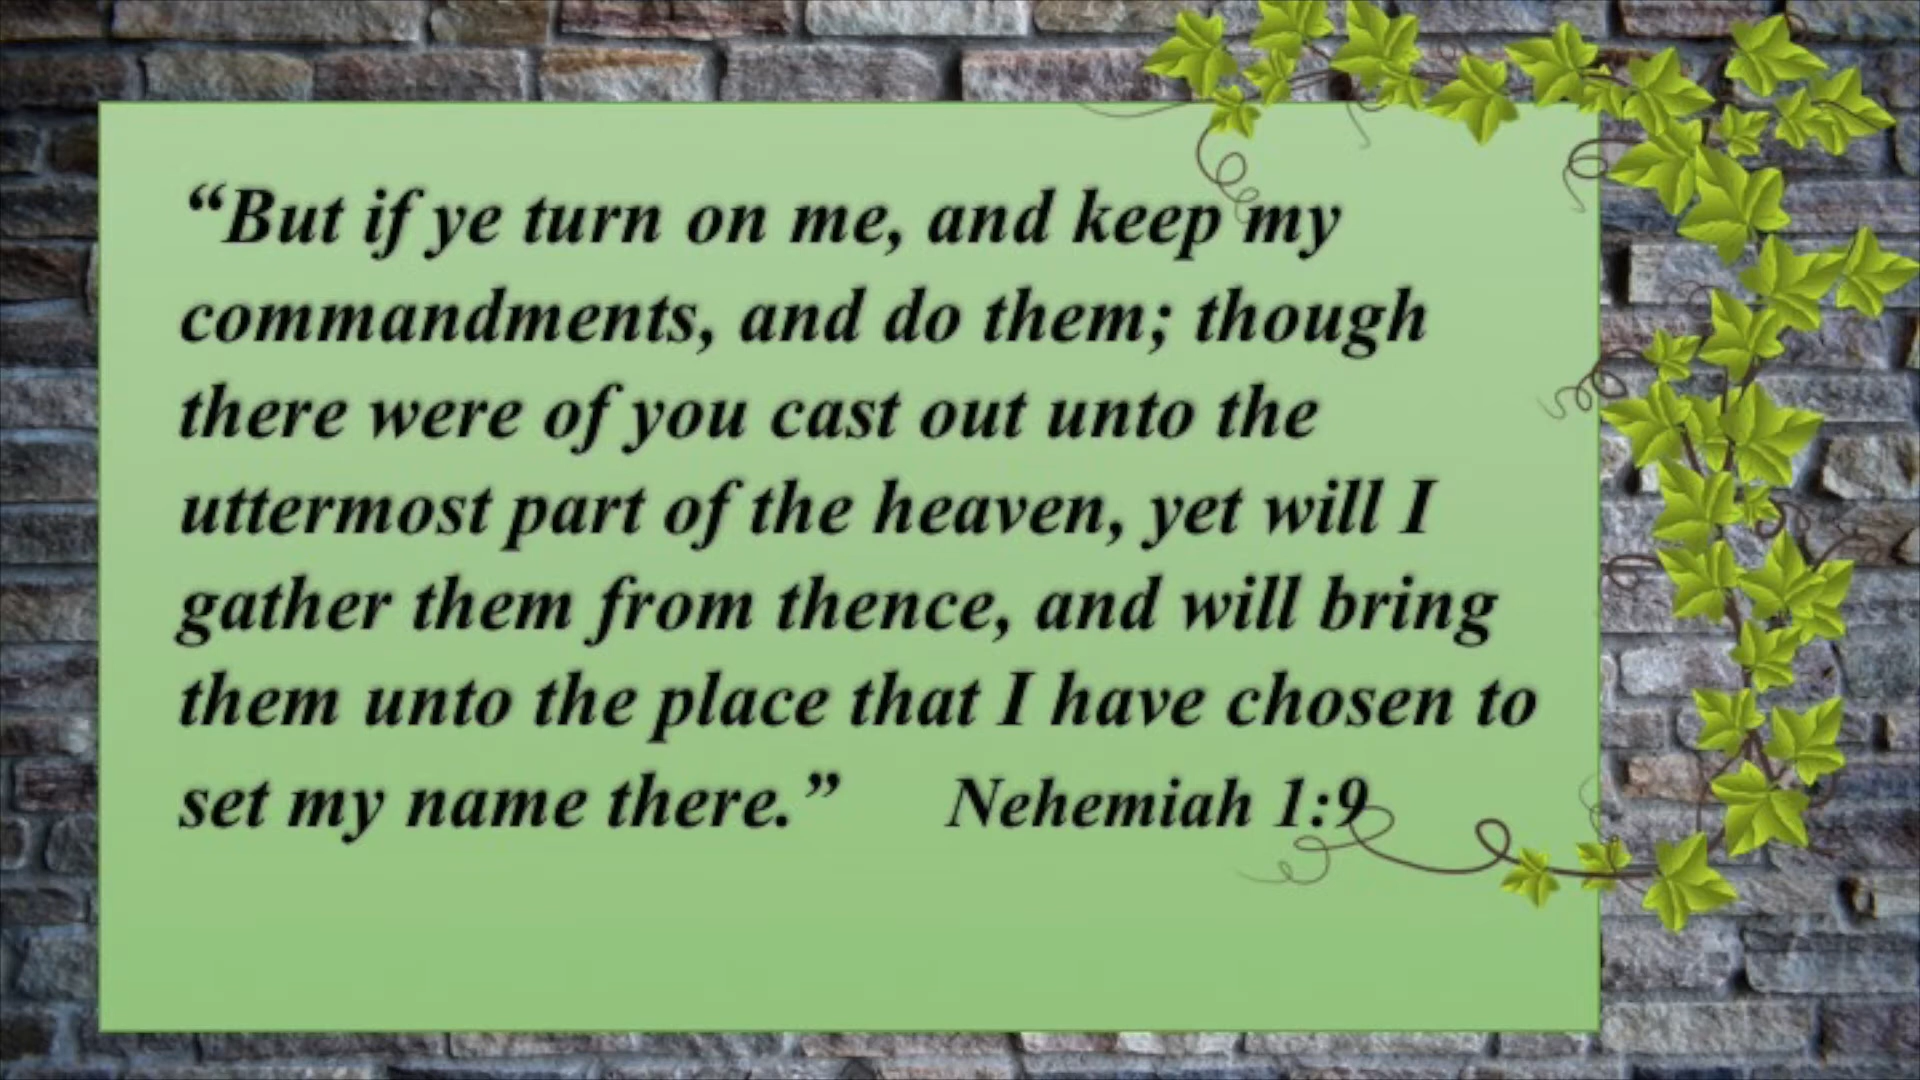 “But if ye turn on me, and keep my
commandments, and do them; though
there were of you cast out unto the
uttermost part of the heaven, yet will I
gather them from thence, and will bring
them unto the place that I have chosen to
set my name there.” Nehemiah 1:9